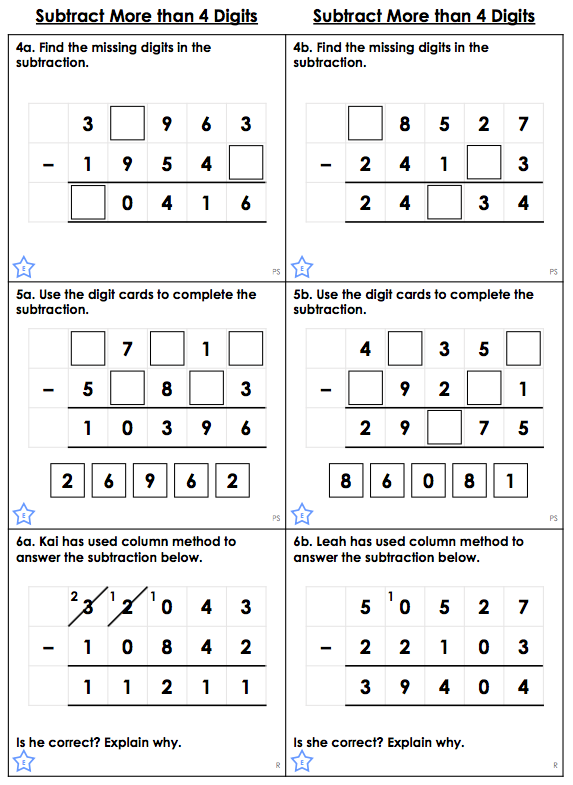 Subtract More than 4 Digits
Subtract More than 4 Digits
4a. Find the missing digits in the
subtraction.
3 9 6 3
– 1 9 5 4
0 4 1 6
E
PS
4b. Find the missing digits in the
subtraction.
8 5 2 7
– 2 4 1 3
2 4 3 4
E
PS
5a. Use the digit cards to complete the
subtraction.
7 1
– 5 8 3
1 0 3 9 6
2 6 9 6 2
E
PS
5b. Use the digit cards to complete the
subtraction.
4 3 5
– 9 2 1
2 9 7 5
8 6 0 8 1
E
PS
6a. Kai has used column method to
answer the subtraction below.
2 3 1 2 1 0 4 3
– 1 0 8 4 2
1 1 2 1 1
Is he correct? Explain why.
E
R
6b. Leah has used column method to
answer the subtraction below.
5 1 0 5 2 7
– 2 2 1 0 3
3 9 4 0 4
Is she correct? Explain why.
E
R